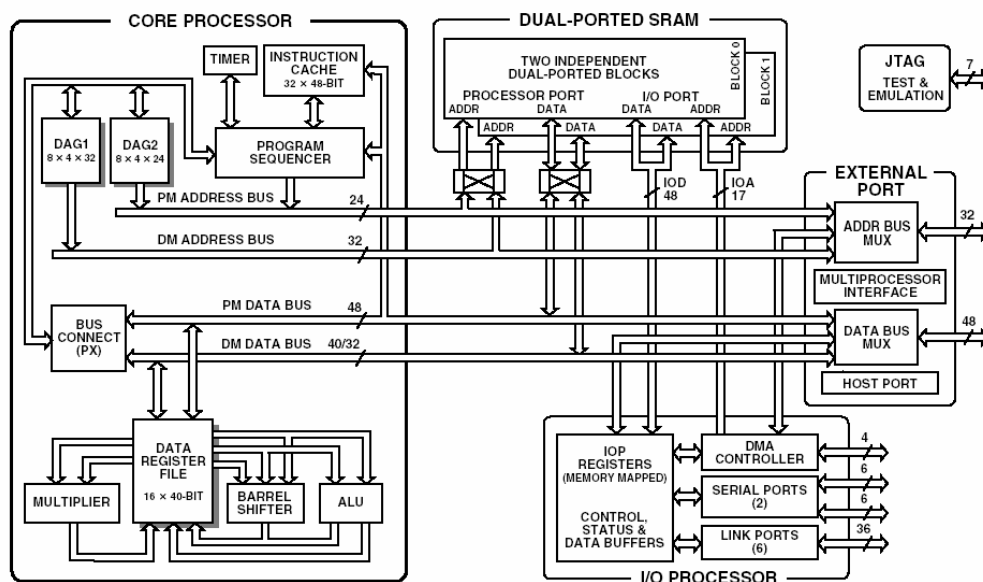 CORE PROCESSOR
TIMER
INSTRUCTION
CACHE
32 × 48-BIT
DAG1
8 × 4 × 32
DAG2
8 × 4 × 24
PROGRAM
SEQUENCER
PM ADDRESS BUS
24
DM ADDRESS BUS
32
PM DATA BUS
48
DM DATA BUS
40/32
BUS
CONNECT
(PX)
DATA
REGISTER
FILE
16 × 40-BIT
MULTIPLIER
BARREL
SHIFTER
ALU
DUAL-PORTED SRAM
TWO INDEPENDENT
DUAL-PORTED BLOCKS
BLOCK 0
BLOCK 1
PROCESSOR PORT
I/O PORT
ADDR
DATA
DATA
ADDR
ADDR
DATA
DATA
ADDR
IOD
48
IOA
17
JTAG
TEST &
EMULATION
7
EXTERNAL
PORT
ADDR BUS
MUX
32
MULTIPROCESSOR
INTERFACE
DATA BUS
MUX
48
HOST PORT
IOP
REGISTERS
(MEMORY MAPPED)
CONTROL,
STATUS &
DATA BUFFERS
DMA
CONTROLLER
4
SERIAL PORTS
(2)
6
6
LINK PORTS
(6)
36
I/O PROCESSOR